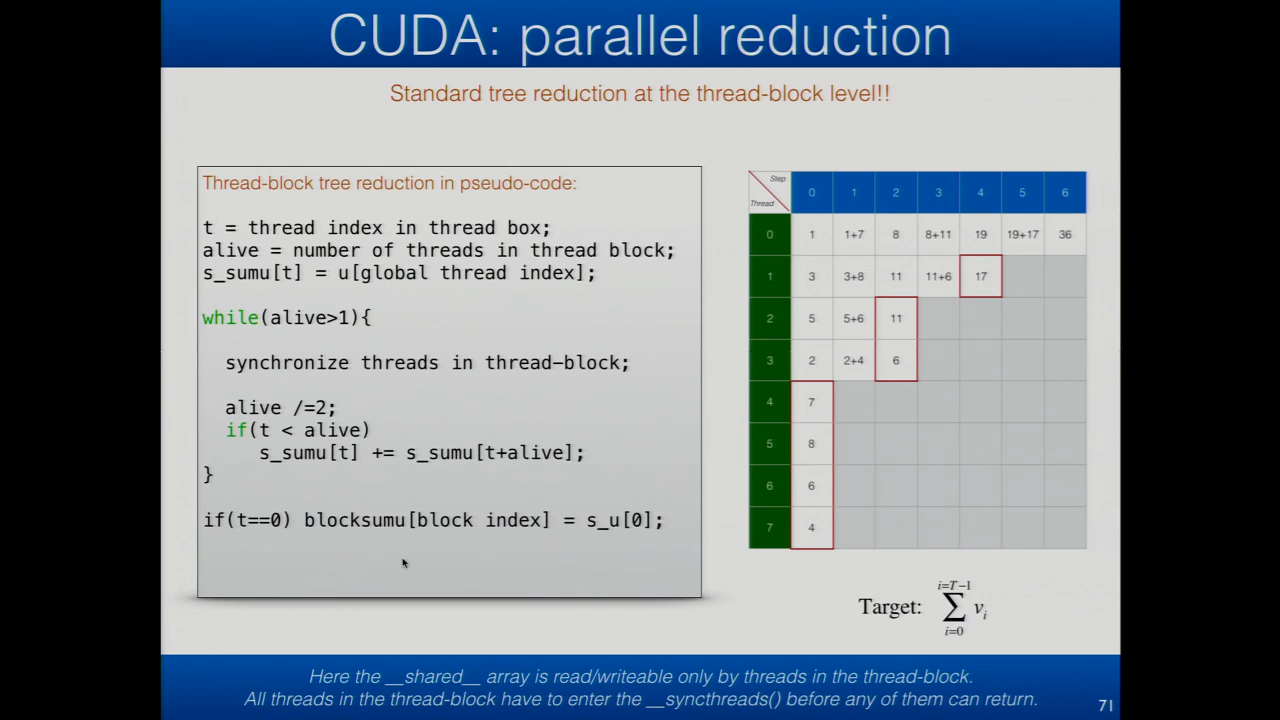 CUDA: parallel reduction
Standard tree reduction at the thread-block level!!
Thread-block tree reduction in pseudo-code:
t = thread index in thread box;
alive = number of threads in thread block;
s_sumu[t] = u[global thread index];
while(alive>1){
synchronize threads in thread-block;
alive /=2;
if(t < alive)
s_sumu[t] += s_sumu[t+alive];
}
if(t==0) blocksumu[block index] = s_u[0];
Step
Thread
0 1 2 3 4 5 6
0 1 1+7 8 8+11 19 19+17 36
1 3 3+8 11 11+6 17
2 5 5+6 11
3 2 2+4 6
4 7
5 8
6 6
7 4
i=T-1
Target: ∑ vi
i=0
Here the __shared__ array is read/writeable only by threads in the thread-block.
All threads in the thread-block have to enter the __syncthreads() before any of them can return.
71